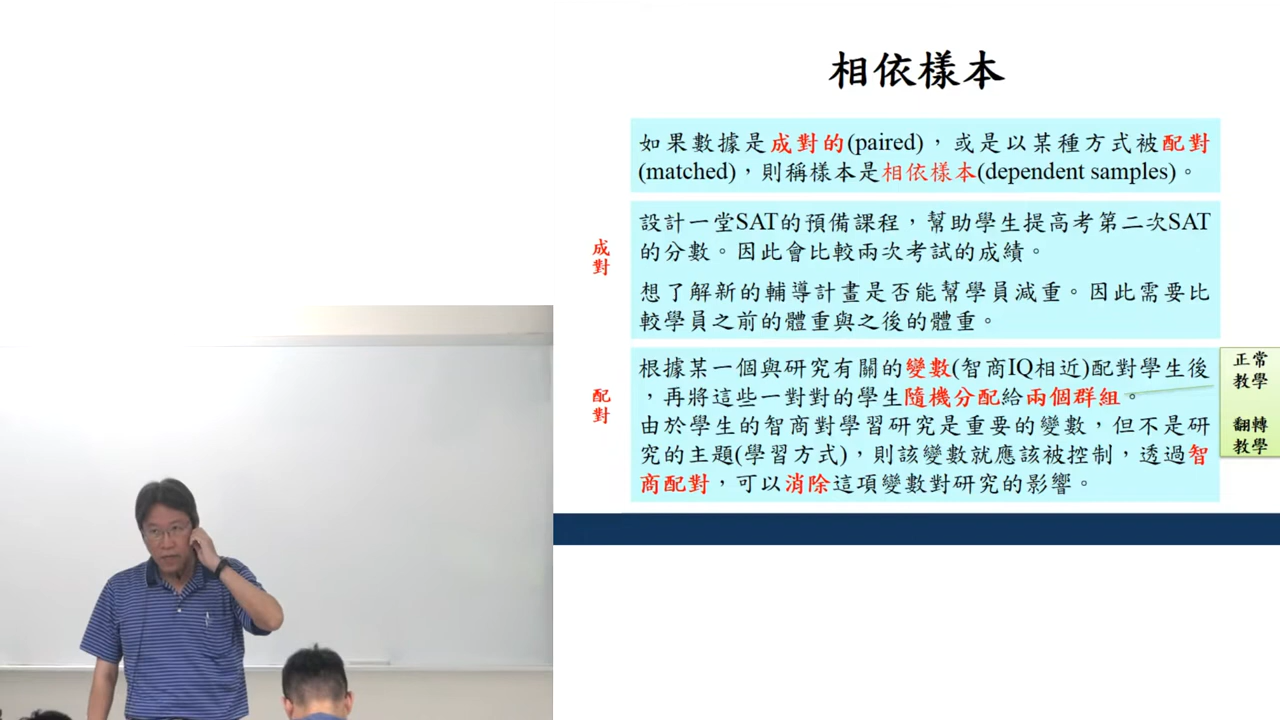 相依樣本
如果數據是成對的(paired)，或是以某種方式被配對
(matched)，則稱樣本是相依樣本(dependent samples)。
成對
設計一堂SAT的預備課程，幫助學生提高考第二次SAT
的分數。因此會比較兩次考試的成績。
想了解新的輔導計畫是否能幫學員減重。因此需要比
較學員之前的體重與之後的體重。
配對
根據某一個與研究有關的變數(智商IQ相近)配對學生後
，再將這些一對對的學生隨機分配給兩個群組。
由於學生的智商對學習研究是重要的變數，但不是研
究的主題(學習方式)，則該變數就應該被控制，透過智
商配對，可以消除這項變數對研究的影響。
正常
教學
翻轉
教學